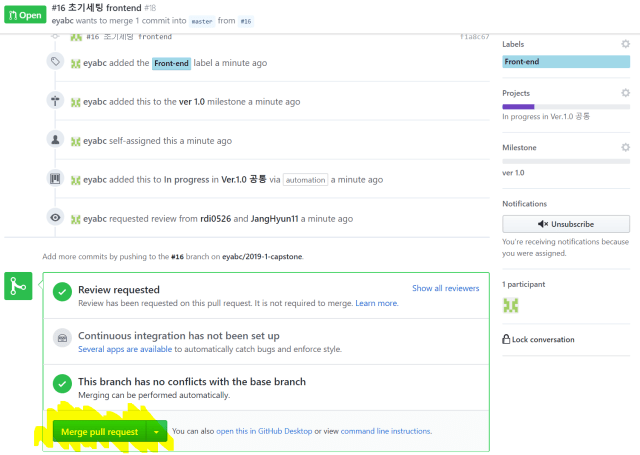 Open
#16 초기세팅 frontend #18
eyabc wants to merge 1 commit into master from #16
#16 초기세팅 frontend f1a8c67
eyabc added the Front-end label a minute ago
eyabc added this to the ver 1.0 milestone a minute ago
eyabc self-assigned this a minute ago
eyabc added this to In progress in Ver.1.0 공통 via automation a minute ago
eyabc requested review from rdi0526 and JangHyun11 a minute ago
Add more commits by pushing to the #16 branch on eyabc/2019-1-capstone.
Review requested
Show all reviewers
Review has been requested on this pull request. It is not required to merge. Learn more.
Continuous integration has not been set up
Several apps are available to automatically catch bugs and enforce style.
This branch has no conflicts with the base branch
Merging can be performed automatically.
Merge pull request
You can also open this in GitHub Desktop or view command line instructions.
Labels
Front-end
Projects
In progress in Ver.1.0 공통
Milestone
ver 1.0
Notifications
Unsubscribe
You're receiving notifications because
you were assigned.
1 participant
Lock conversation